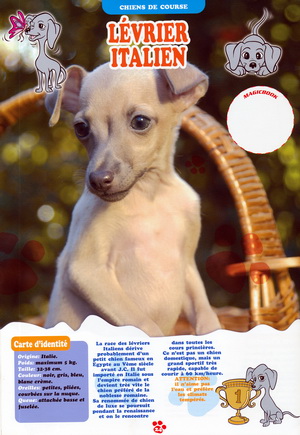 CHIENS DE COURSE
LÉVRIER
ITALIEN
MAGICBOOK
Carte d'identité
Origine: Italie.
Poids: maximum 5 kg.
Taille: 32-38 cm.
Couleur: noir, gris, bleu,
blanc crème.
Oreilles: petites, pliées,
courbées sur la nuque.
Queue: attachée basse et
fuselée.
La race des lévriers
Italiens dérive
probablement d'un
petit chien fameux en
Egypte au Vème siècle
avant J.C. Il fut
importé en Italie sous
l'empire romain et
devient très vite le
chien préféré de la
noblesse romaine.
Sa renommée de chien
de luxe se poursuit
pendant la renaissance
et on le rencontre
dans toutes les
cours princières.
Ce n'est pas un chien
domestique, mais un
grand sportif très
rapide, capable de
courir à 60 km/heure.
ATTENTION:
il n'aime pas
l'eau et préfère
les climats
tempérés.
1